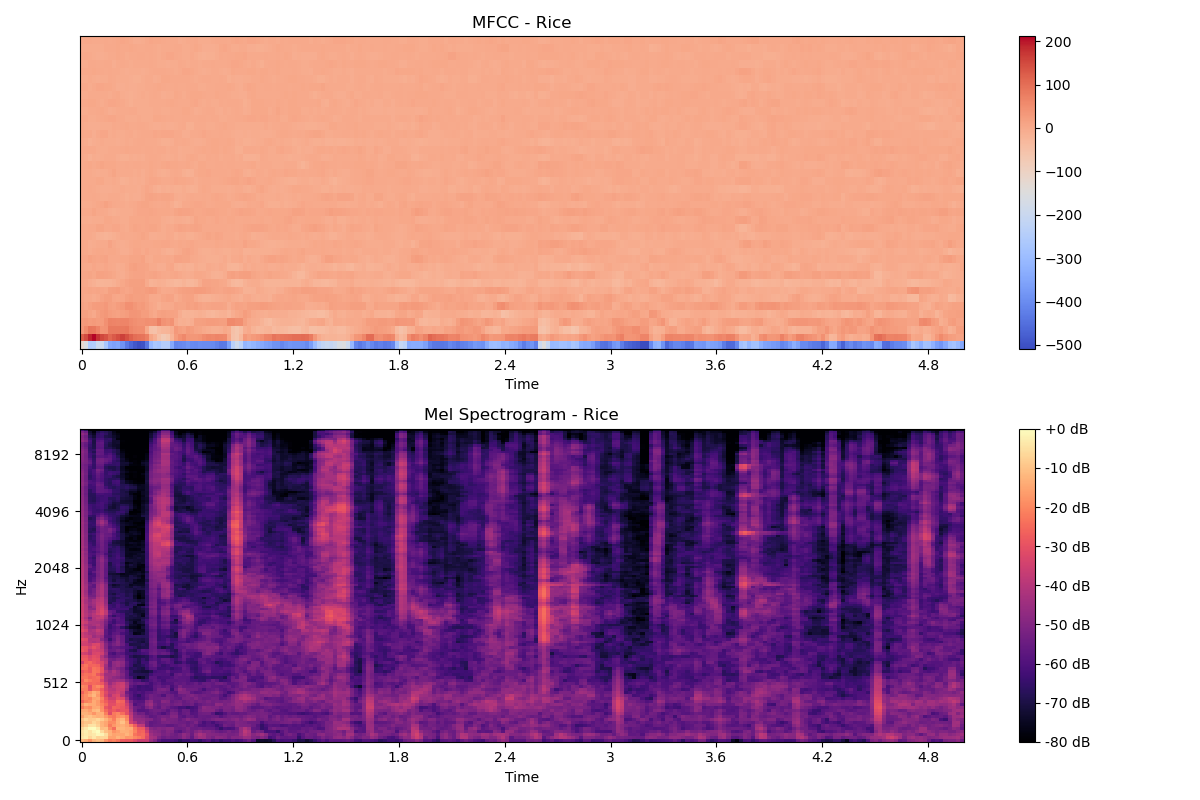 MFCC - Rice
200
100
0
−100
−200
−300
−400
−500
0 0.6 1.2 1.8 2.4 3 3.6 4.2 4.8
Time
Mel Spectrogram - Rice
Hz
8192
4096
2048
1024
512
0
+0 dB
-10 dB
-20 dB
-30 dB
-40 dB
-50 dB
-60 dB
-70 dB
-80 dB
0 0.6 1.2 1.8 2.4 3 3.6 4.2 4.8
Time